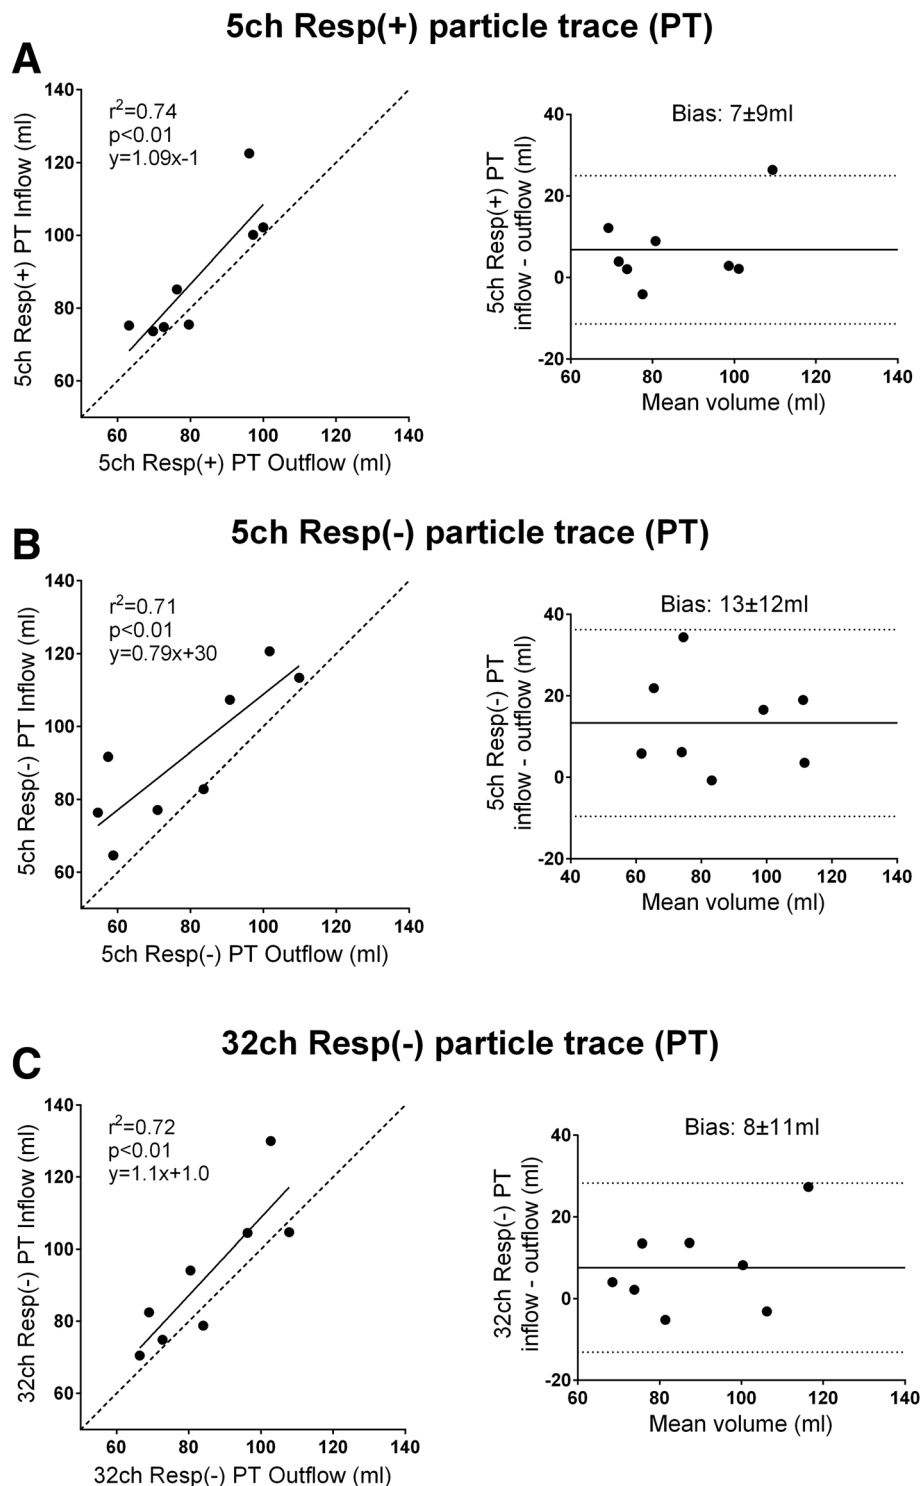 5ch Resp(+) particle trace (PT)
A
r²=0.74
p<0.01
y=1.09x-1
5ch Resp(+) PT Inflow (ml)
140
120
100
80
60
60 80 100 120 140
5ch Resp(+) PT Outflow (ml)
Bias: 7±9ml
5ch Resp(+) PT
inflow - outflow (ml)
40
20
0
-20
60 80 100 120 140
Mean volume (ml)
5ch Resp(-) particle trace (PT)
B
r²=0.71
p<0.01
y=0.79x+30
5ch Resp(-) PT Inflow (ml)
140
120
100
80
60
60 80 100 120 140
5ch Resp(-) PT Outflow (ml)
Bias: 13±12ml
5ch Resp(-) PT
inflow - outflow (ml)
40
20
0
-20
40 60 80 100 120 140
Mean volume (ml)
32ch Resp(-) particle trace (PT)
C
r²=0.72
p<0.01
y=1.1x+1.0
32ch Resp(-) PT Inflow (ml)
140
120
100
80
60
60 80 100 120 140
32ch Resp(-) PT Outflow (ml)
Bias: 8±11ml
32ch Resp(-) PT
inflow - outflow (ml)
40
20
0
-20
60 80 100 120 140
Mean volume (ml)